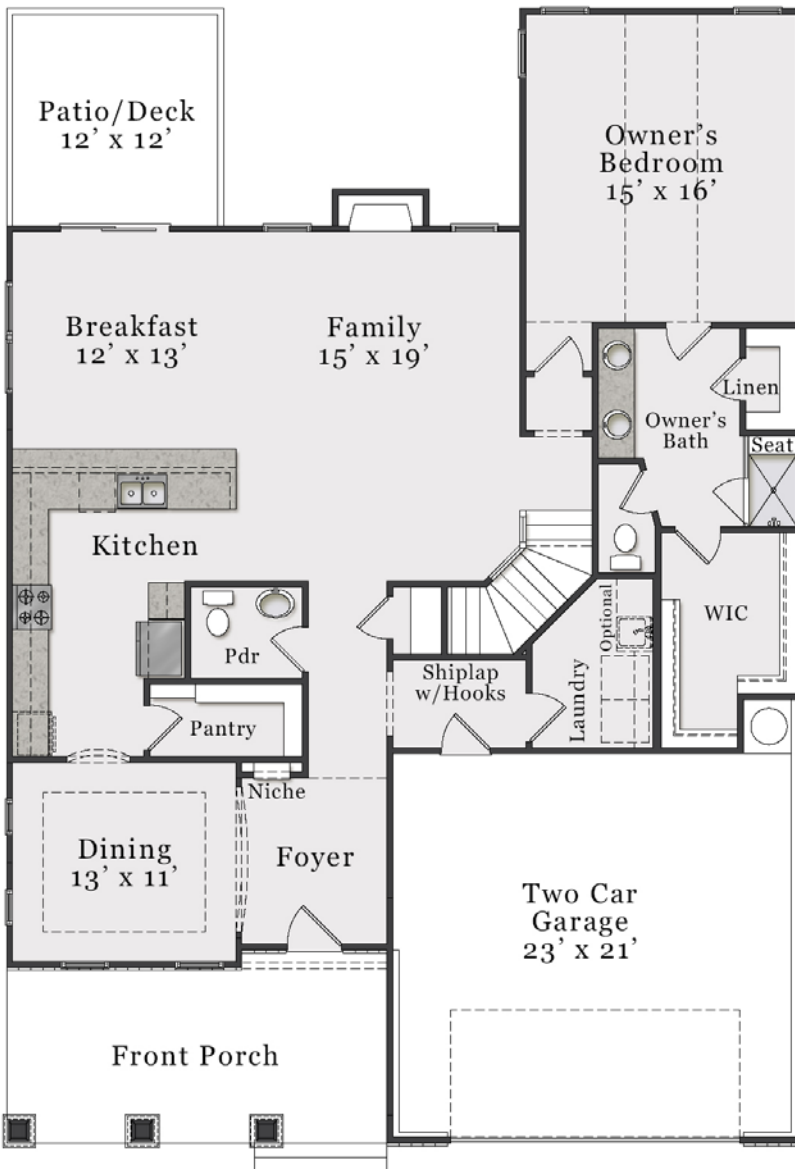 Patio/Deck
12' x 12'
Owner's
Bedroom
15' x 16'
Breakfast
12' x 13'
Family
15' x 19'
Linen
Owner's
Bath
Seat
Kitchen
Optional
WIC
Pdr
Shiplap
w/Hooks
Laundry
Pantry
Niche
Dining
13' x 11'
Foyer
Two Car
Garage
23' x 21'
Front Porch